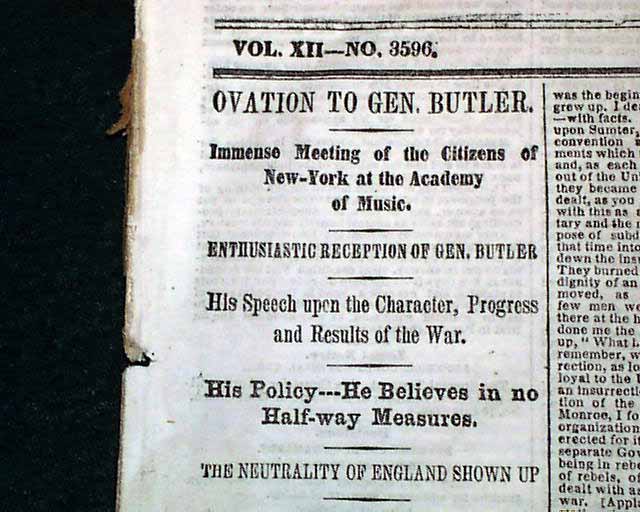 VOL. XII—NO. 3596.
OVATION TO GEN. BUTLER.
Immense Meeting of the Citizens of
New-York at the Academy
of Music.
ENTHUSIASTIC RECEPTION OF GEN. BUTLER
His Speech upon the Character, Progress
and Results of the War.
His Policy---He Believes in no
Half-way Measures.
THE NEUTRALITY OF ENGLAND SHOWN UP
was the begin
grew up. I de
—with facts.
upon Sumter,
convention
ments which
and, as each
out of the Uni
they became
dealt, as you
with this as
tary and the
pose of subd
that time into
down the insu
They burned
dignity of an
moved, as
few men we
there at the h
done me the
up, "What
remember, w
rection, as lo
loyal to the U
an insurrecti
tion of the
Monroe, I fo
organization
erected for it
separate Gov
being in rebe
of rebels, of
dealt with as
war. [Appl